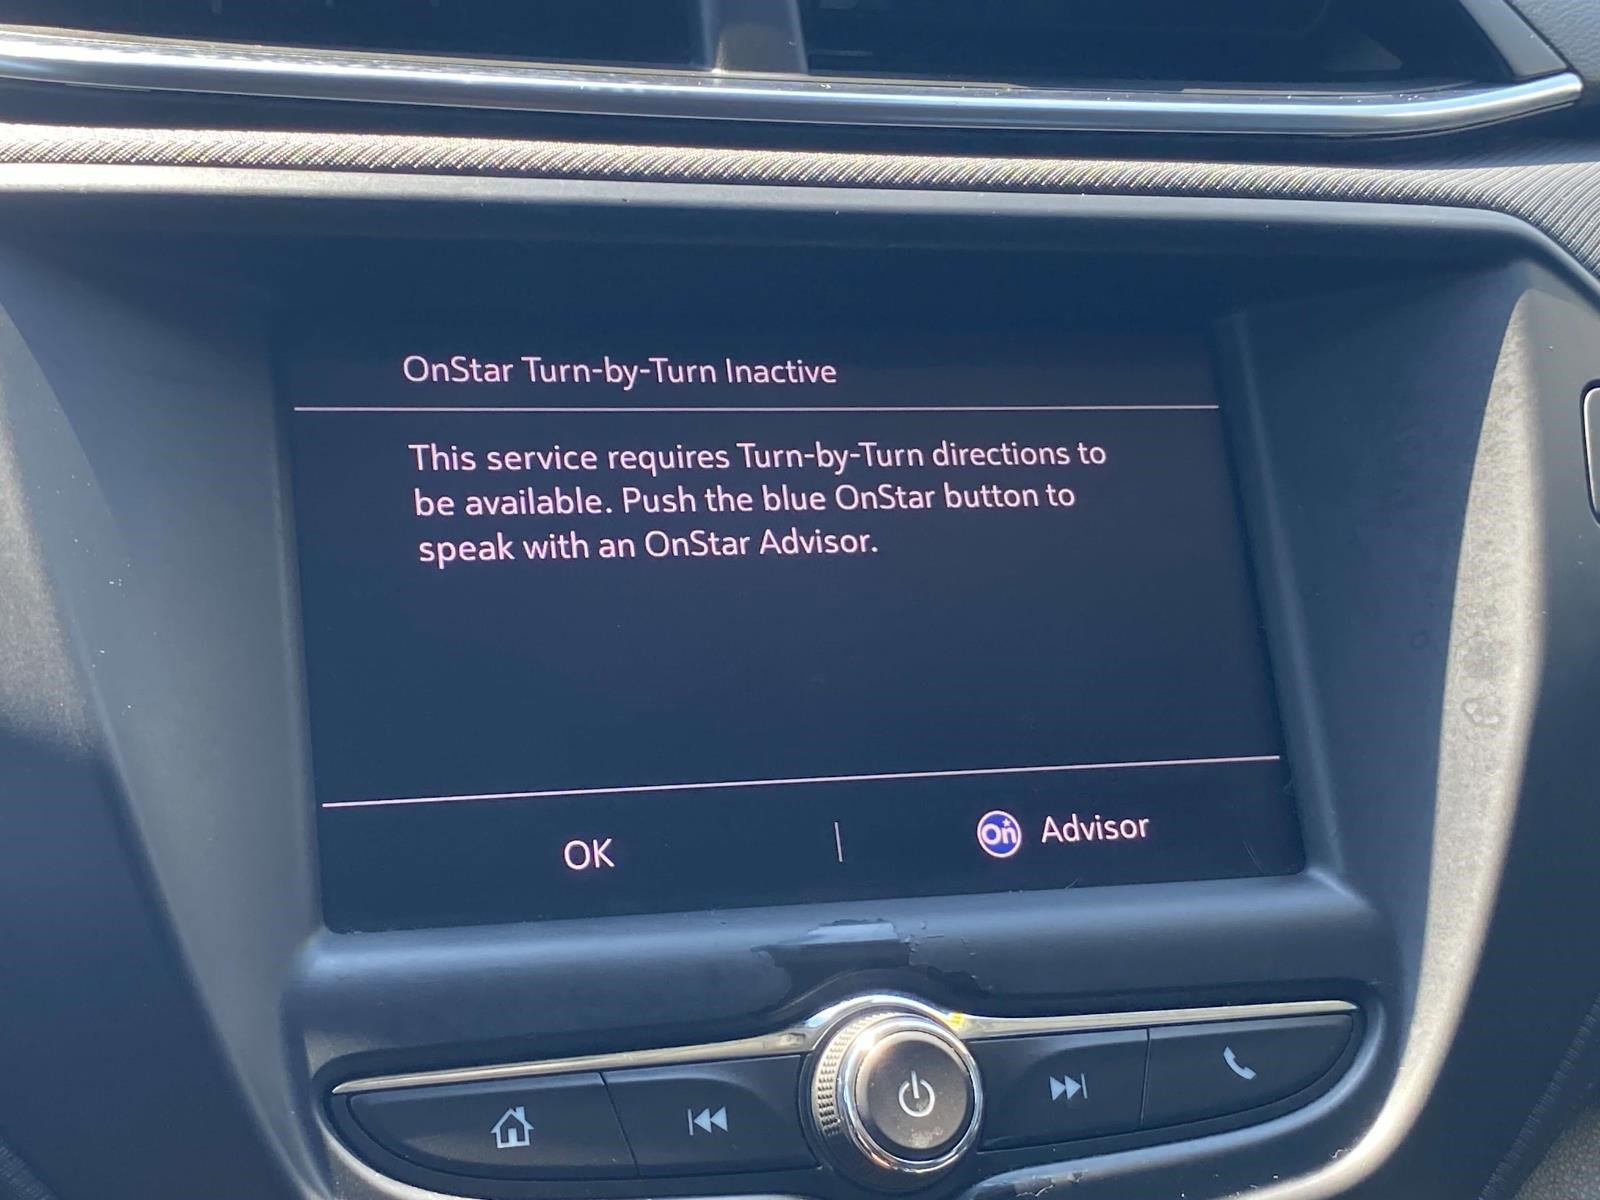 OnStar Turn-by-Turn Inactive
This service requires Turn-by-Turn directions to
be available. Push the blue OnStar button to
speak with an OnStar Advisor.
OK
On Advisor